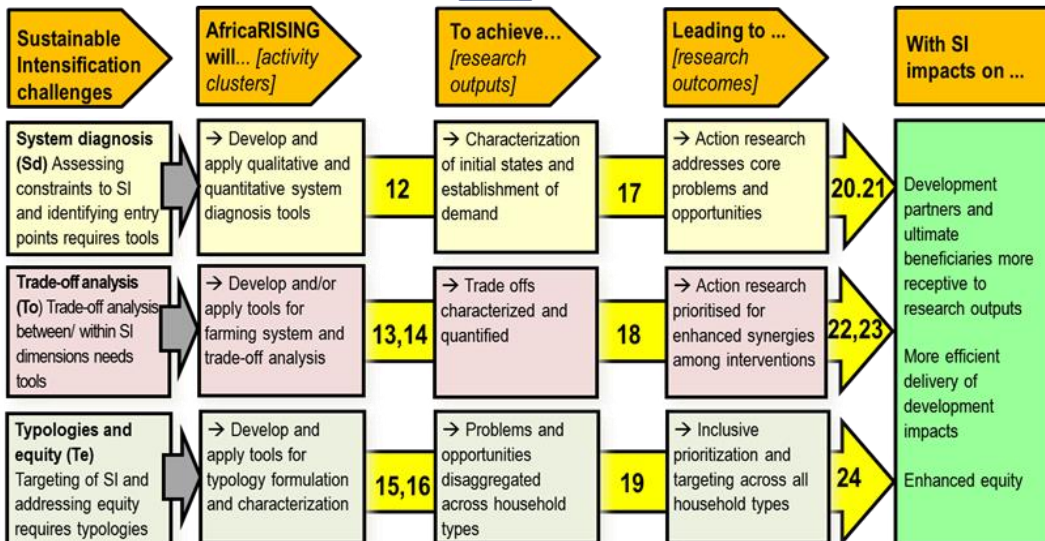 Sustainable
Intensification
challenges
AfricaRISING
will... [activity
clusters]
To achieve…
[research
outputs]
Leading to ...
[research
outcomes]
With SI
impacts on ...
System diagnosis
(Sd) Assessing
constraints to SI
and identifying entry
points requires tools
→ Develop and
apply qualitative and
quantitative system
diagnosis tools
12
→ Characterization
of initial states and
establishment of
demand
17
→ Action research
addresses core
problems and
opportunities
20.21
Trade-off analysis
(To) Trade-off analysis
between/ within SI
dimensions needs
tools
→ Develop and/or
apply tools for
farming system and
trade-off analysis
13,14
→ Trade offs
characterized and
quantified
18
→ Action research
prioritised for
enhanced synergies
among interventions
22,23
Typologies and
equity (Te)
Targeting of SI and
addressing equity
requires typologies
→ Develop and
apply tools for
typology formulation
and characterization
15,16
→ Problems and
opportunities
disaggregated
across household
types
19
→ Inclusive
prioritization and
targeting across all
household types
24
Development
partners and
ultimate
beneficiaries more
receptive to
research outputs
More efficient
delivery of
development
impacts
Enhanced equity